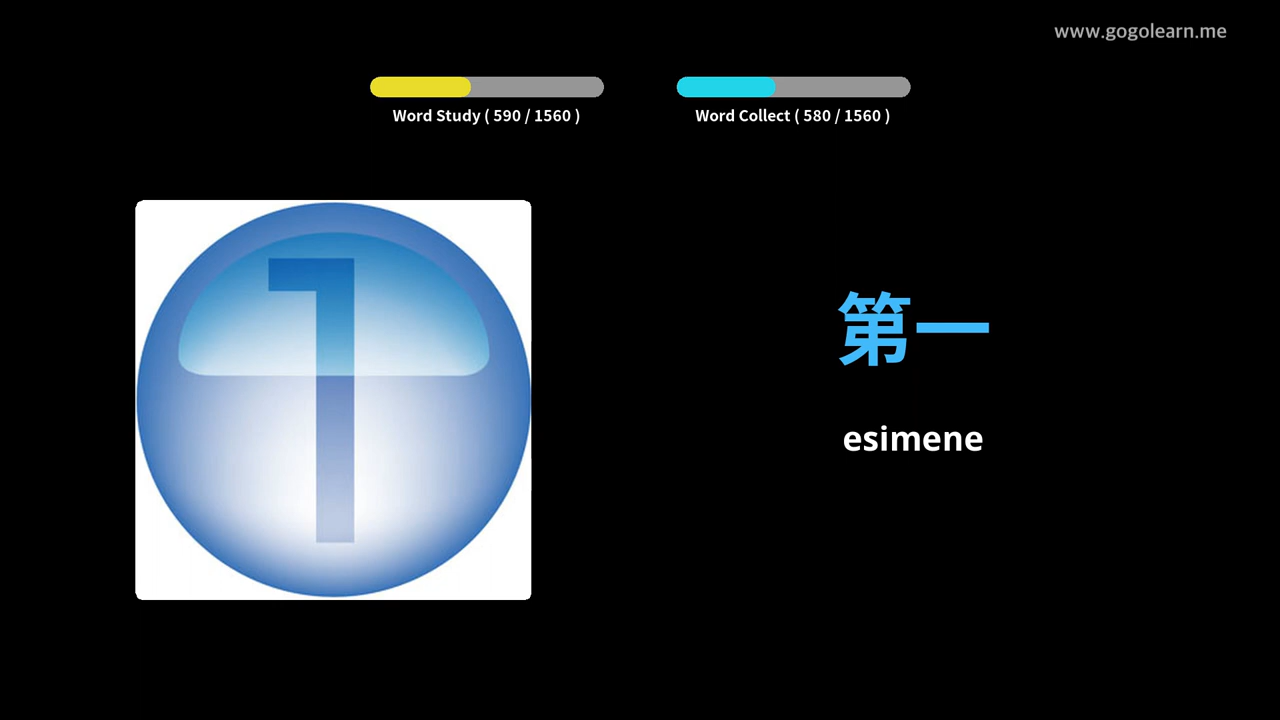 www.gogolearn.me
Word Study ( 590 / 1560 )
Word Collect ( 580 / 1560 )
1
第一
esimene